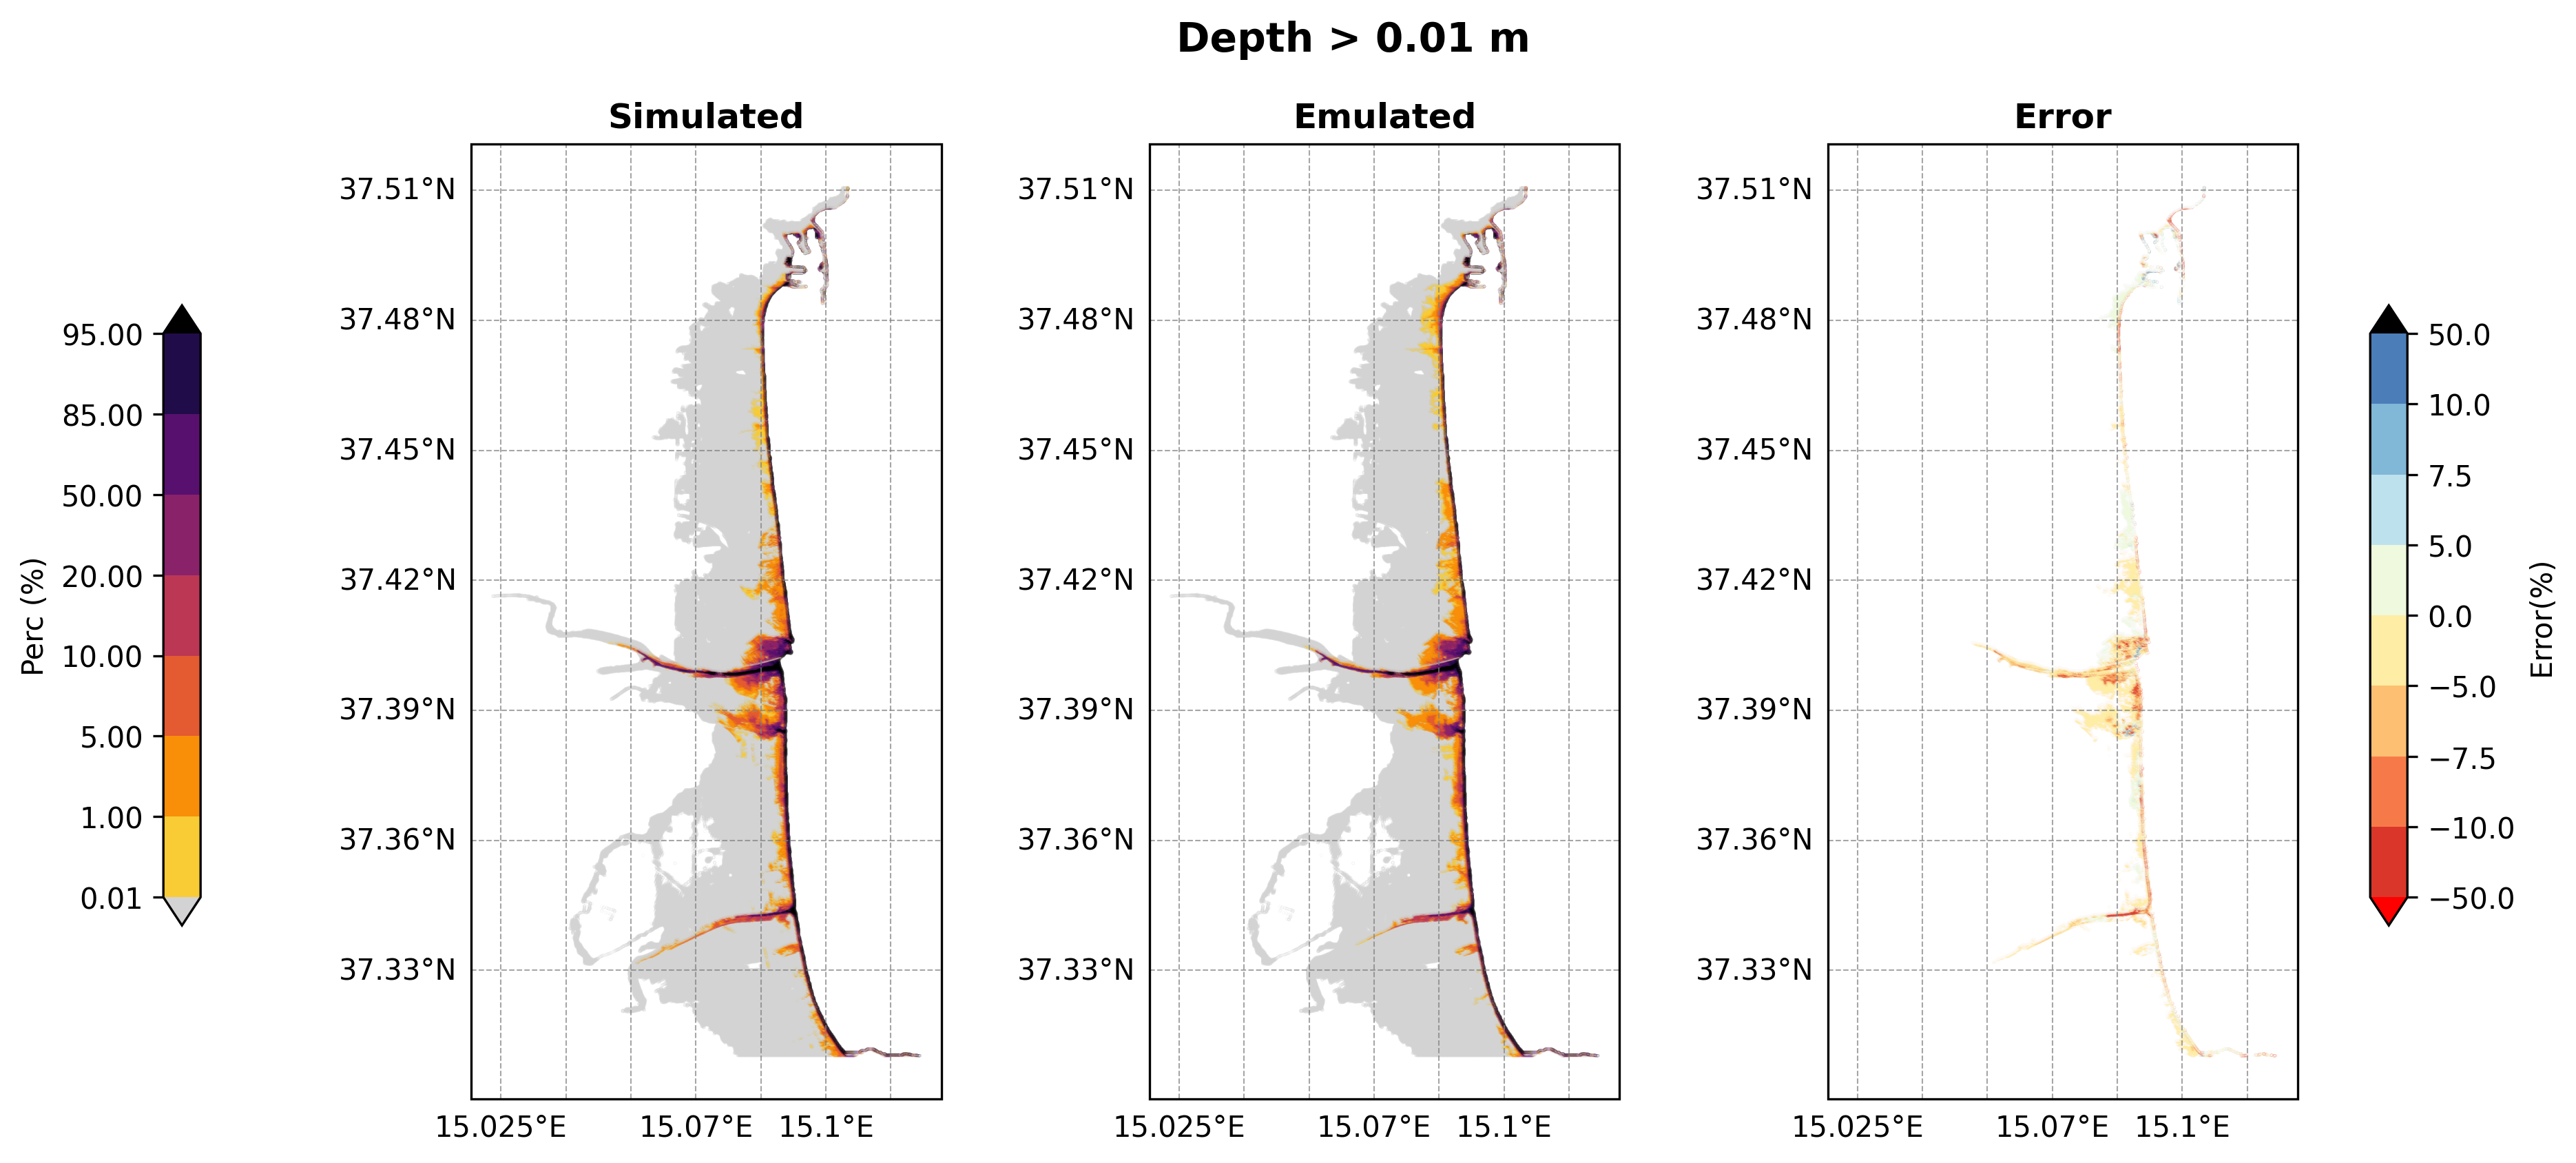 Depth > 0.01 m
Simulated
Emulated
Error
Perc (%)
95.00
85.00
50.00
20.00
10.00
5.00
1.00
0.01
37.51°N
37.48°N
37.45°N
37.42°N
37.39°N
37.36°N
37.33°N
15.025°E 15.07°E 15.1°E
37.51°N
37.48°N
37.45°N
37.42°N
37.39°N
37.36°N
37.33°N
15.025°E 15.07°E 15.1°E
37.51°N
37.48°N
37.45°N
37.42°N
37.39°N
37.36°N
37.33°N
15.025°E 15.07°E 15.1°E
50.0
10.0
7.5
5.0
0.0
−5.0
−7.5
−10.0
−50.0
Error(%)